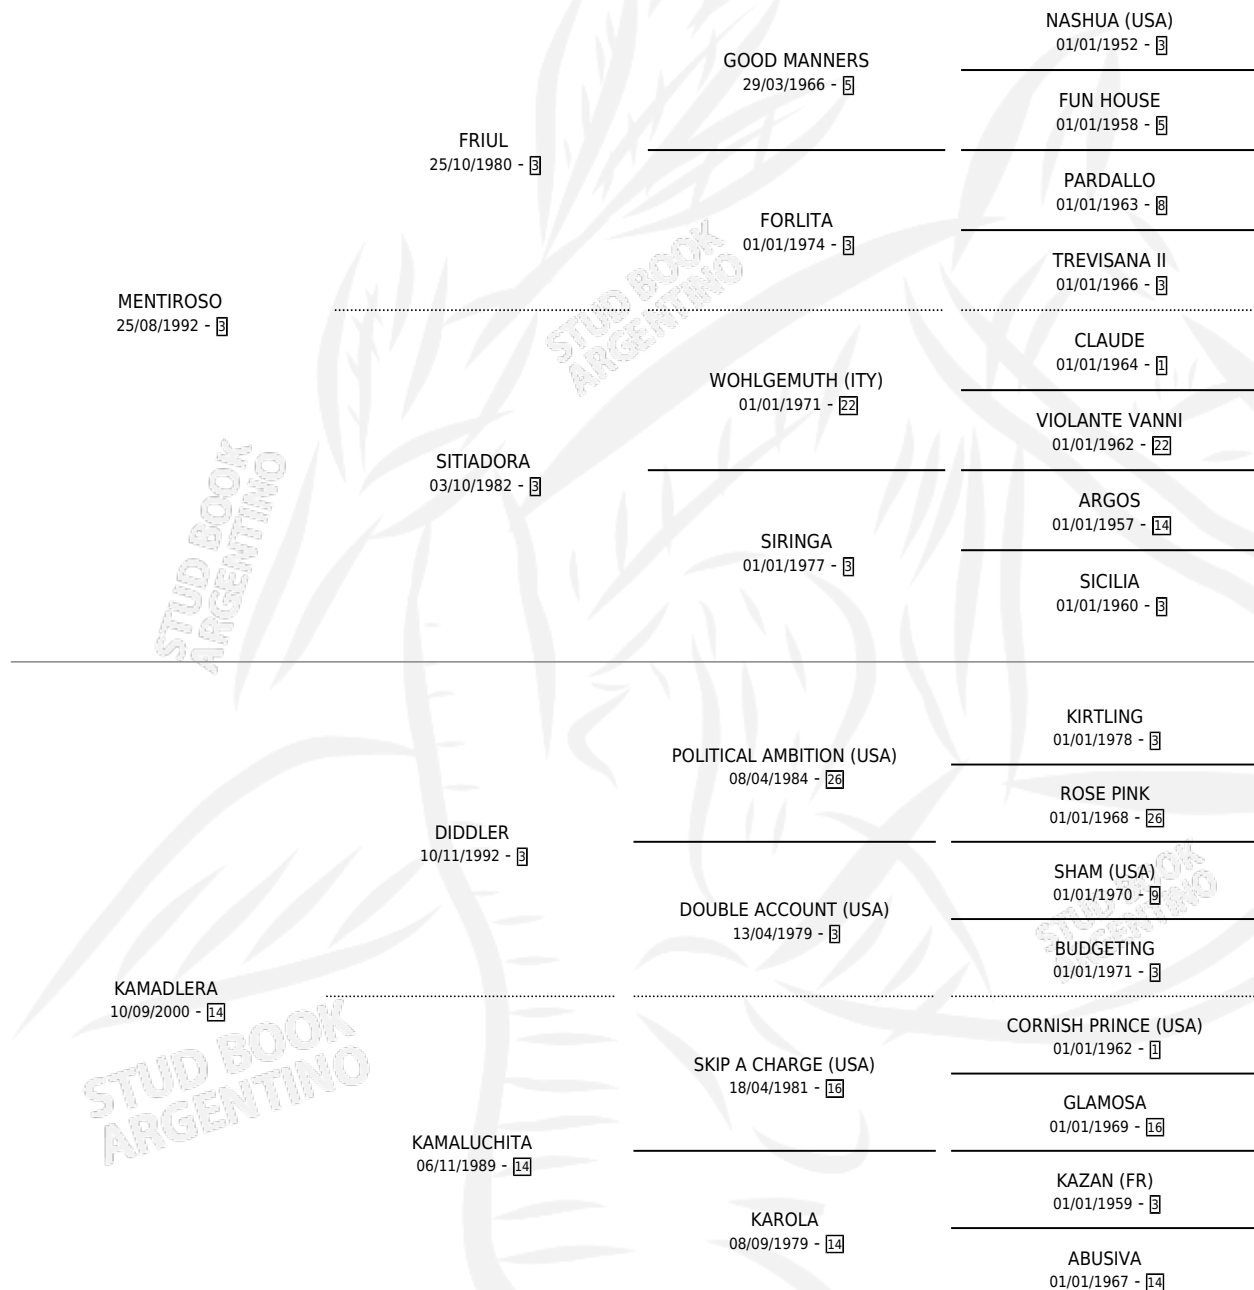 NASHUA (USA)
01/01/1952 - 3
GOOD MANNERS
29/03/1966 - 5
FUN HOUSE
01/01/1958 - 5
FRIUL
25/10/1980 - 3
PARDALLO
01/01/1963 - 8
FORLITA
01/01/1974 - 3
TREVISANA II
01/01/1966 - 3
MENTIROSO
25/08/1992 - 3
CLAUDE
01/01/1964 - 1
WOHLGEMUTH (ITY)
01/01/1971 - 22
VIOLANTE VANNI
01/01/1962 - 22
SITIADORA
03/10/1982 - 3
ARGOS
01/01/1957 - 14
SIRINGA
01/01/1977 - 3
SICILIA
01/01/1960 - 3
STUD BOOK
ARGENTINO
STUD BOOK
ARGENTINO
KIRTLING
01/01/1978 - 3
POLITICAL AMBITION (USA)
08/04/1984 - 26
ROSE PINK
01/01/1968 - 26
DIDDLER
10/11/1992 - 3
SHAM (USA)
01/01/1970 - 9
DOUBLE ACCOUNT (USA)
13/04/1979 - 3
BUDGETING
01/01/1971 - 3
STUD BOOK
ARGENTINO
KAMADLERA
10/09/2000 - 14
CORNISH PRINCE (USA)
01/01/1962 - 1
SKIP A CHARGE (USA)
18/04/1981 - 16
GLAMOSA
01/01/1969 - 16
STUD BOOK
ARGENTINO
KAMALUCHITA
06/11/1989 - 14
KAZAN (FR)
01/01/1959 - 3
KAROLA
08/09/1979 - 14
ABUSIVA
01/01/1967 - 14